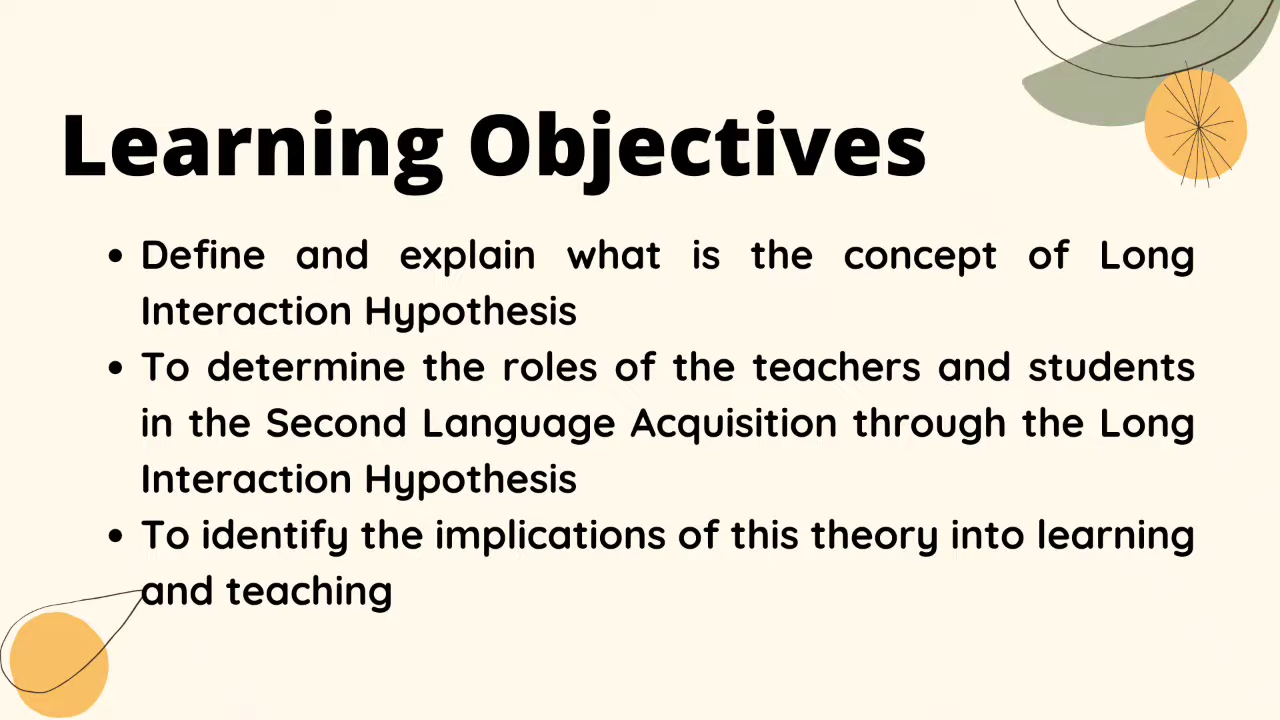 Learning Objectives
• Define and explain what is the concept of Long
Interaction Hypothesis
• To determine the roles of the teachers and students
in the Second Language Acquisition through the Long
Interaction Hypothesis
• To identify the implications of this theory into learning
and teaching